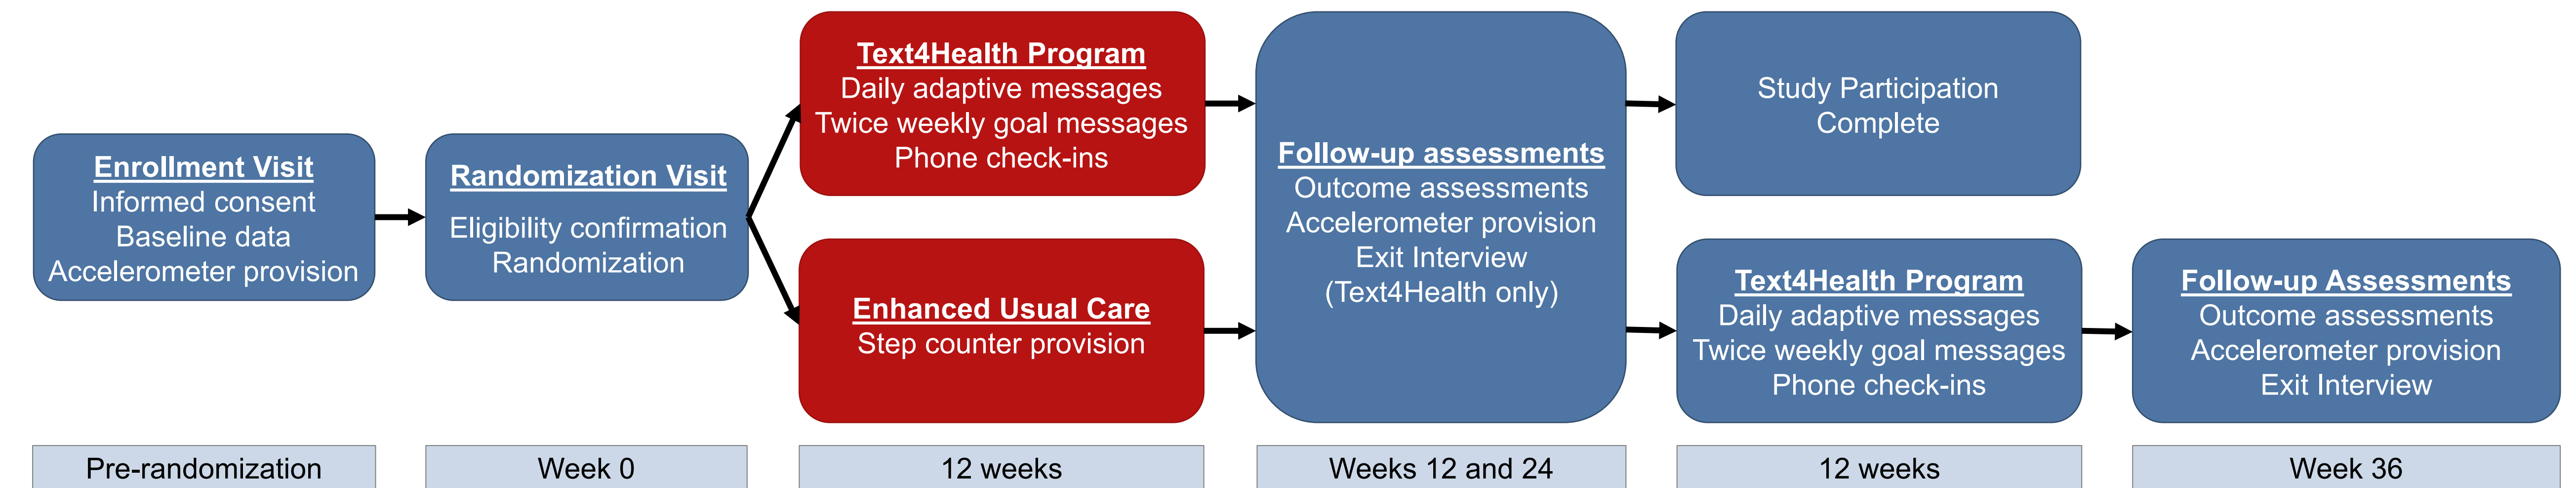 Enrollment Visit
Informed consent
Baseline data
Accelerometer provision
Randomization Visit
Eligibility confirmation
Randomization
Text4Health Program
Daily adaptive messages
Twice weekly goal messages
Phone check-ins
Enhanced Usual Care
Step counter provision
Follow-up assessments
Outcome assessments
Accelerometer provision
Exit Interview
(Text4Health only)
Study Participation
Complete
Text4Health Program
Daily adaptive messages
Twice weekly goal messages
Phone check-ins
Follow-up Assessments
Outcome assessments
Accelerometer provision
Exit Interview
Pre-randomization
Week 0
12 weeks
Weeks 12 and 24
12 weeks
Week 36